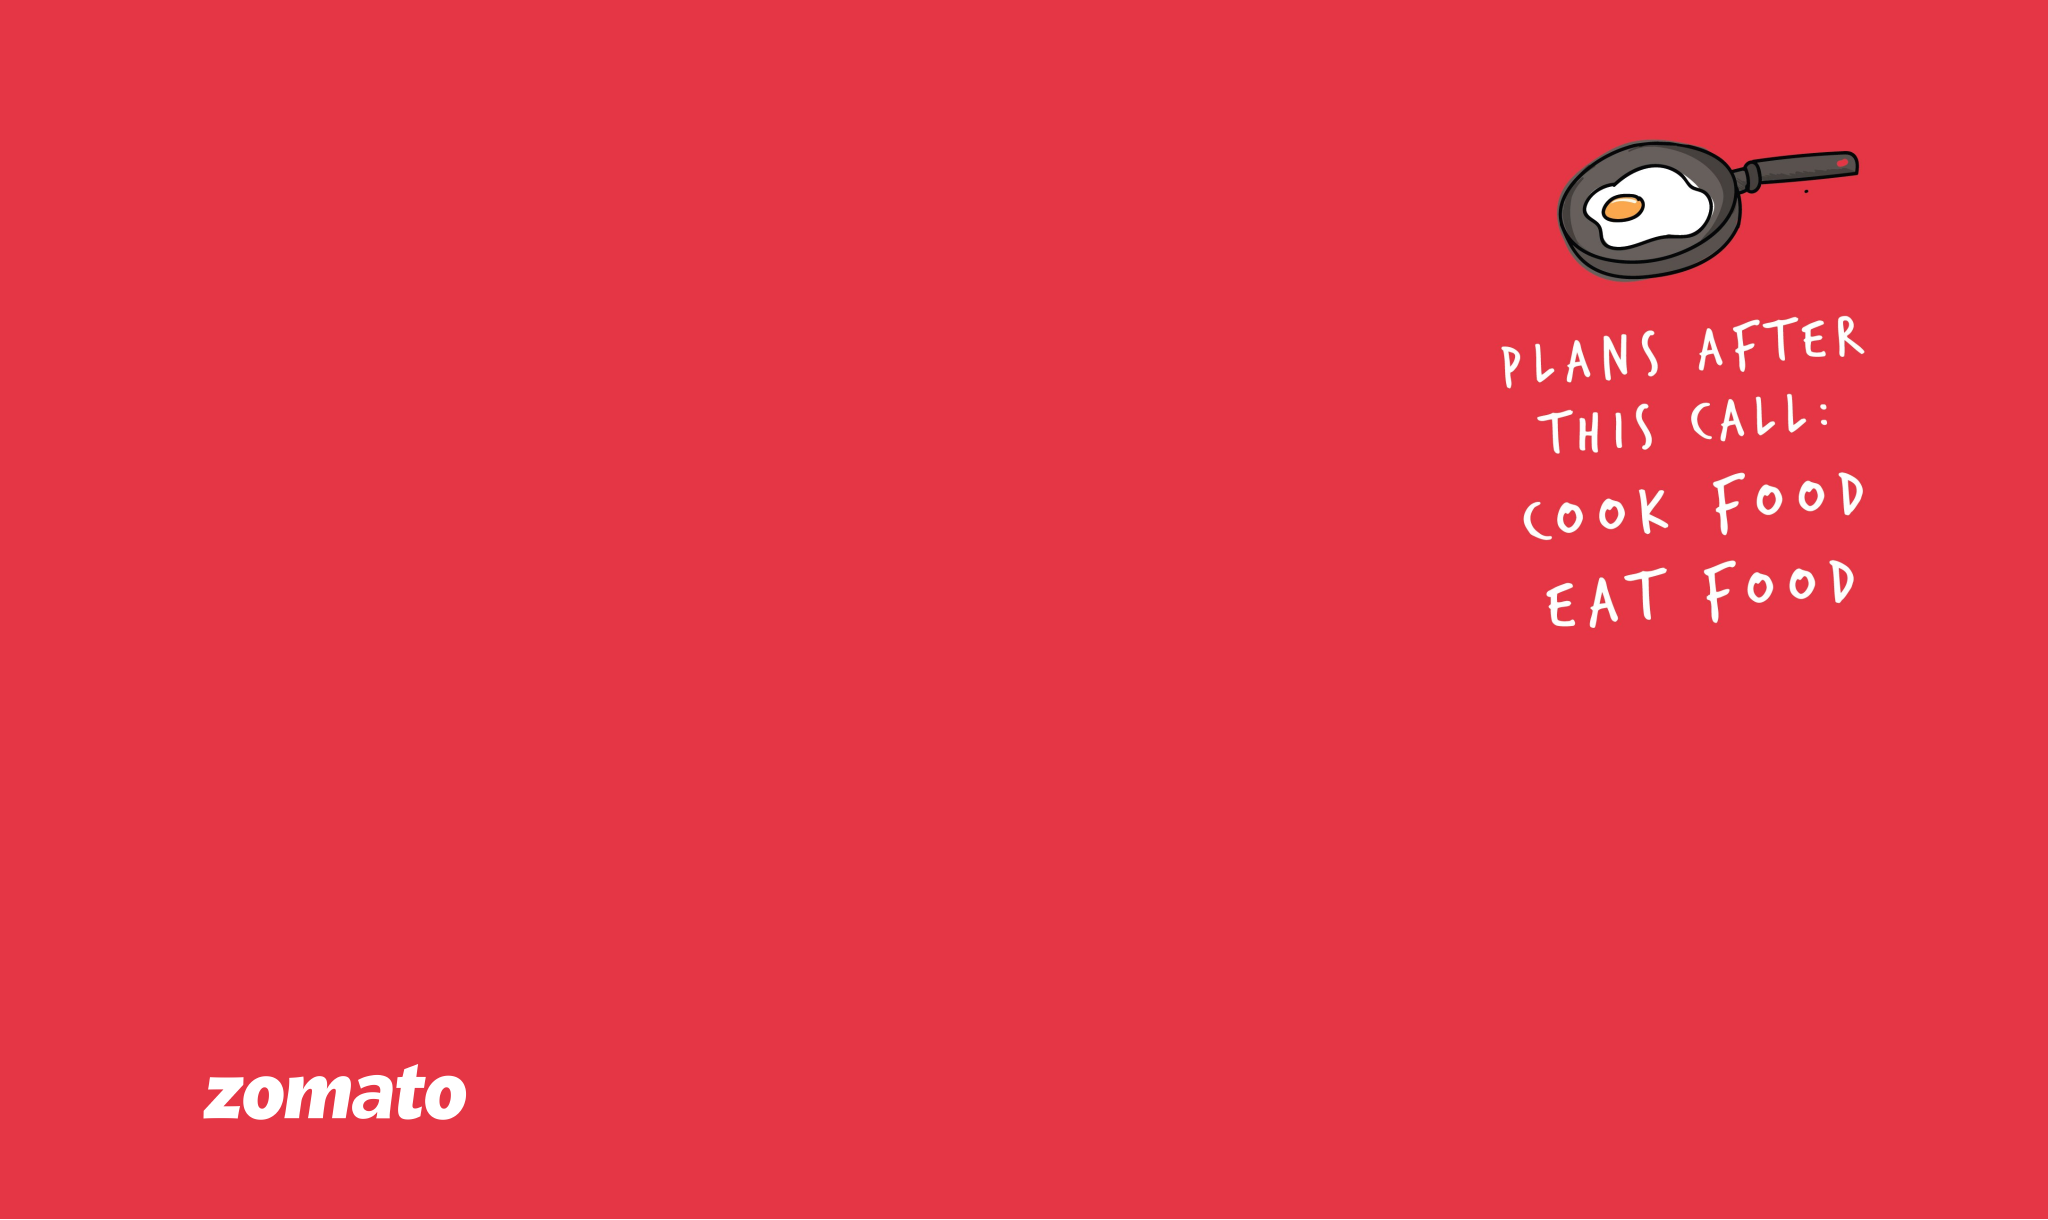 PLANS AFTER
THIS CALL:
COOK FOOD
EAT FOOD
zomato